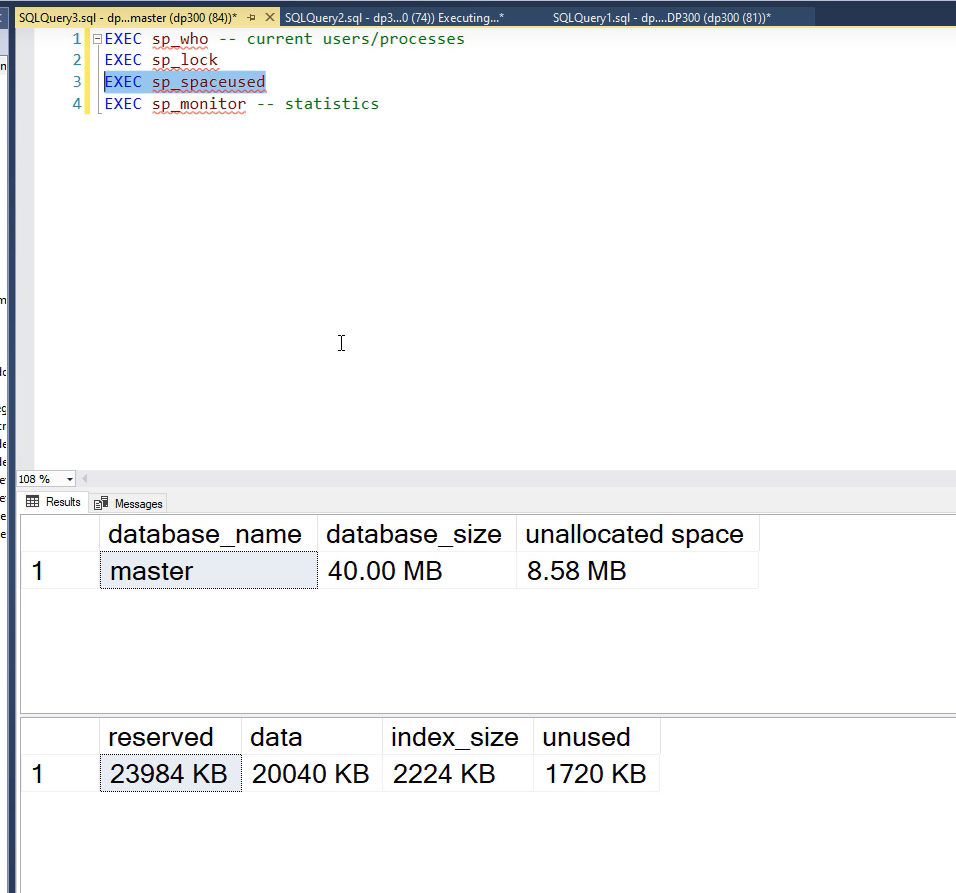 SQLQuery3.sql - dp...master (dp300 (84))* SQLQuery2.sql - dp3...0 (74)) Executing...* SQLQuery1.sql - dp....DP300 (dp300 (81))*
1 EXEC sp_who -- current users/processes
2 EXEC sp_lock
3 EXEC sp_spaceused
4 EXEC sp_monitor -- statistics
108 %
Results Messages
database_name database_size unallocated space
1 master 40.00 MB 8.58 MB
reserved data index_size unused
1 23984 KB 20040 KB 2224 KB 1720 KB